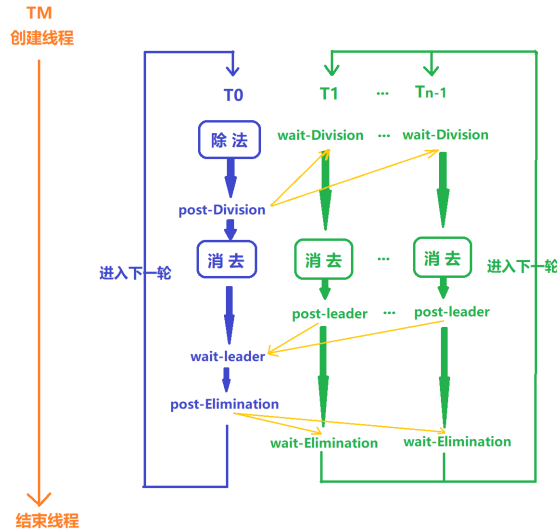 TM
创建线程
T0
T1 ... Tn-1
除法
wait-Division ... wait-Division
post-Division
消去
消去 ... 消去
进入下一轮
进入下一轮
post-leader ... post-leader
wait-leader
post-Elimination
wait-Elimination wait-Elimination
结束线程